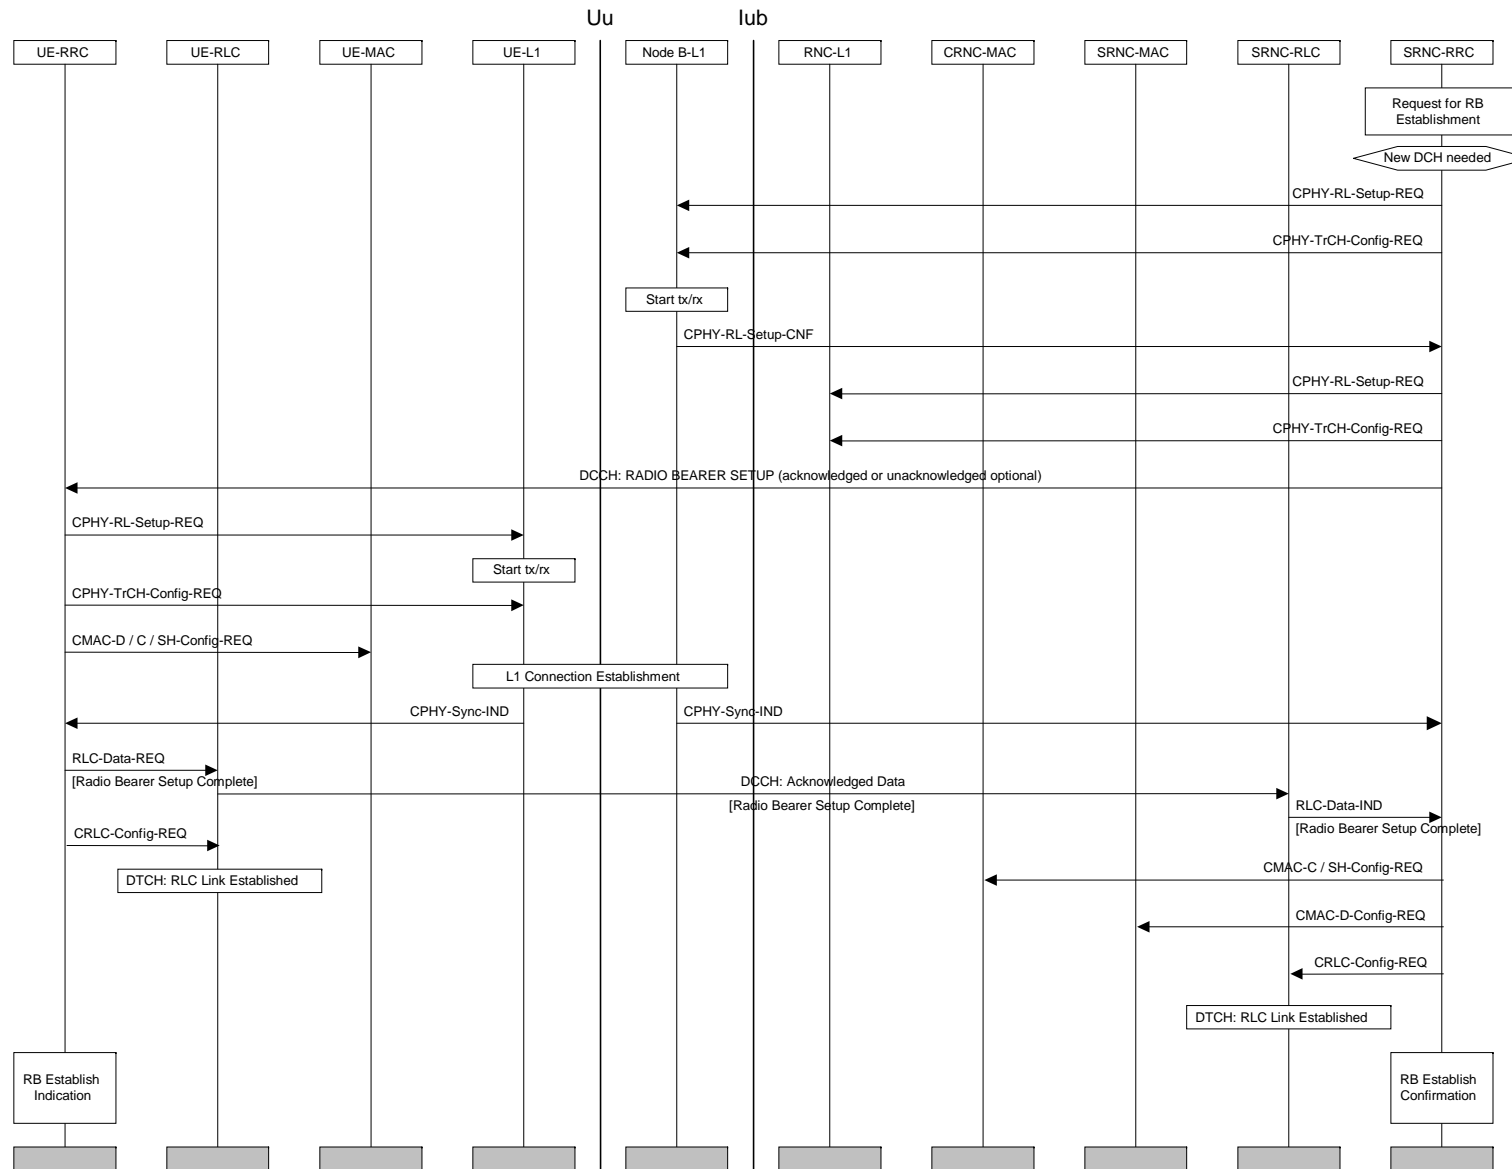 Uu
Iub
UE-RRC
UE-RLC
UE-MAC
UE-L1
Node B-L1
RNC-L1
CRNC-MAC
SRNC-MAC
SRNC-RLC
SRNC-RRC
Request for RB
Establishment
New DCH needed
CPHY-RL-Setup-REQ
CPHY-TrCH-Config-REQ
Start tx/rx
CPHY-RL-Setup-CNF
CPHY-RL-Setup-REQ
CPHY-TrCH-Config-REQ
DCCH: RADIO BEARER SETUP (acknowledged or unacknowledged optional)
CPHY-RL-Setup-REQ
Start tx/rx
CPHY-TrCH-Config-REQ
CMAC-D / C / SH-Config-REQ
L1 Connection Establishment
CPHY-Sync-IND
CPHY-Sync-IND
RLC-Data-REQ
[Radio Bearer Setup Complete]
DCCH: Acknowledged Data
[Radio Bearer Setup Complete]
RLC-Data-IND
[Radio Bearer Setup Complete]
CRLC-Config-REQ
DTCH: RLC Link Established
CMAC-C / SH-Config-REQ
CMAC-D-Config-REQ
CRLC-Config-REQ
DTCH: RLC Link Established
RB Establish
Indication
RB Establish
Confirmation